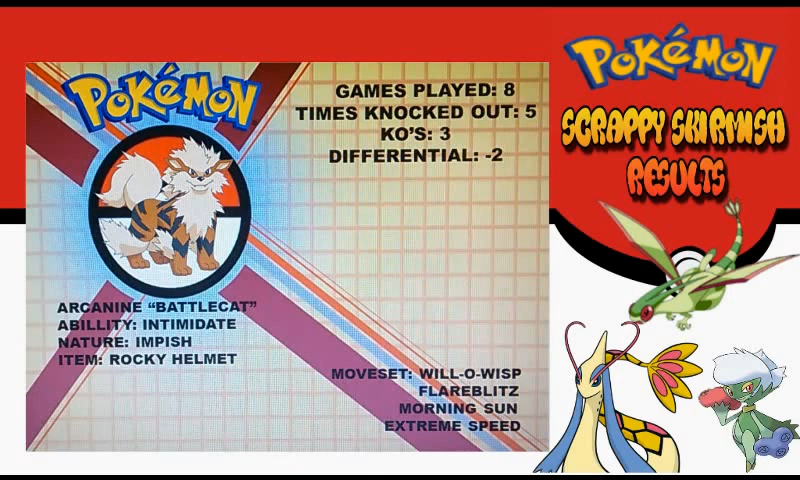 POKÉMON
GAMES PLAYED: 8
TIMES KNOCKED OUT: 5
KO'S: 3
DIFFERENTIAL: -2
ARCANINE “BATTLECAT”
ABILLITY: INTIMIDATE
NATURE: IMPISH
ITEM: ROCKY HELMET
MOVESET: WILL-O-WISP
FLAREBLITZ
MORNING SUN
EXTREME SPEED
POKÉMON
SCRAPPY SKIRMISH
RESULTS